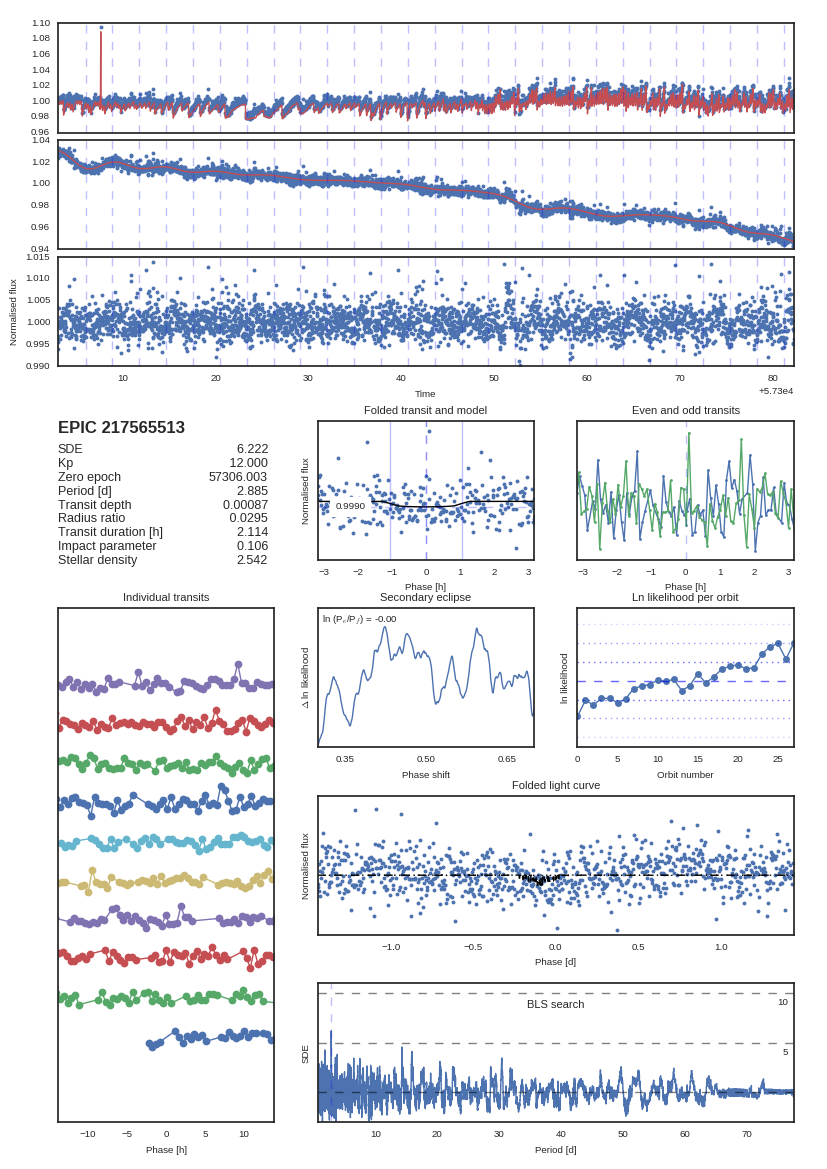 1.10
1.08
1.06
1.04
1.02
1.00
0.98
0.96
1.04
1.02
1.00
0.98
0.96
0.94
1.015
1.010
1.005
1.000
0.995
0.990
Normalised flux
10 20 30 40 50 60 70 80
Time
+5.73e4
EPIC 217565513
SDE 6.222
Kp 12.000
Zero epoch 57306.003
Period [d] 2.885
Transit depth 0.00087
Radius ratio 0.0295
Transit duration [h] 2.114
Impact parameter 0.106
Stellar density 2.542
Folded transit and model
Normalised flux
0.9990
−3 −2 −1 0 1 2 3
Phase [h]
Even and odd transits
−3 −2 −1 0 1 2 3
Phase [h]
Individual transits
−10 −5 0 5 10
Phase [h]
Secondary eclipse
ln (Pₑ/P𝑓) = -0.00
Δ ln likelihood
0.35 0.50 0.65
Phase shift
Ln likelihood per orbit
ln likelihood
0 5 10 15 20 25
Orbit number
Folded light curve
Normalised flux
−1.0 −0.5 0.0 0.5 1.0
Phase [d]
BLS search
10
5
SDE
10 20 30 40 50 60 70
Period [d]